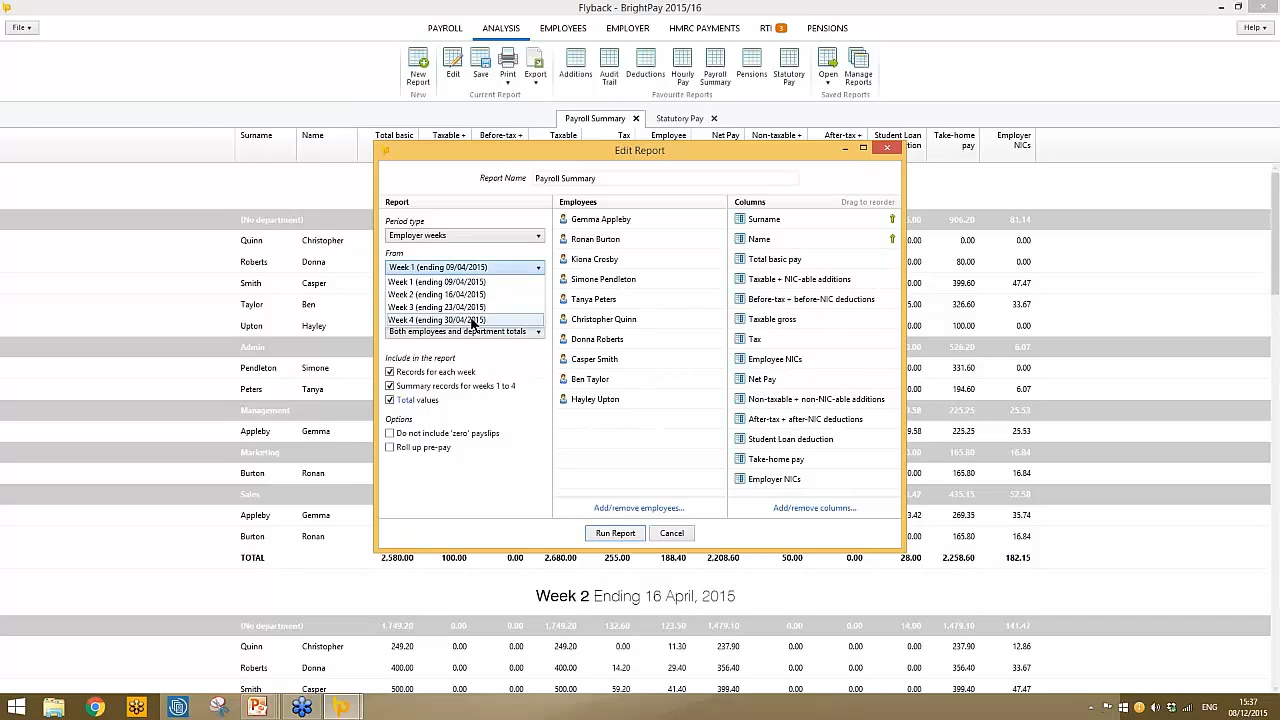 Flyback - BrightPay 2015/16
File
PAYROLL ANALYSIS EMPLOYEES EMPLOYER HMRC PAYMENTS RTI 3 PENSIONS
Help
New Report Edit Save Print Export Additions Audit Trail Deductions Hourly Pay Payroll Summary Pensions Statutory Pay Open Manage Reports
New Current Report Favourite Reports Saved Reports
Payroll Summary Statutory Pay
Surname Name Total basic Taxable + Before-tax + Taxable Tax Employee Net Pay Non-taxable + After-tax + Student Loan Take-home pay Employer NICs
Edit Report
Report Name Payroll Summary
Report
Period type
Employer weeks
From
Week 1 (ending 09/04/2015)
Week 1 (ending 09/04/2015)
Week 2 (ending 16/04/2015)
Week 3 (ending 23/04/2015)
Week 4 (ending 30/04/2015)
Both employees and department totals
Include in the report
Records for each week
Summary records for weeks 1 to 4
Total values
Options
Do not include 'zero' payslips
Roll up pre-pay
Employees
Gemma Appleby
Ronan Burton
Kiona Crosby
Simone Pendleton
Tanya Peters
Christopher Quinn
Donna Roberts
Casper Smith
Ben Taylor
Hayley Upton
Add/remove employees...
Columns Drag to reorder
Surname
Name
Total basic pay
Taxable + NIC-able additions
Before-tax + before-NIC deductions
Taxable gross
Tax
Employee NICs
Net Pay
Non-taxable + non-NIC-able additions
After-tax + after-NIC deductions
Student Loan deduction
Take-home pay
Employer NICs
Add/remove columns...
Run Report Cancel
(No department) 906.20 81.14
Quinn Christopher 0.00 0.00 0.00
Roberts Donna 0.00 80.00 0.00
Smith Casper 0.00 399.60 47.47
Taylor Ben 326.60 33.67
Upton Hayley 0.00 100.00 0.00
Admin 526.20 6.07
Pendleton Simone 0.00 331.60 0.00
Peters Tanya 0.00 194.60 6.07
Management 225.25 25.53
Appleby Gemma 225.25 25.53
Marketing 165.80 16.84
Burton Ronan 0.00 165.80 16.84
Sales 435.15 52.58
Appleby Gemma 269.35 35.74
Burton Ronan 0.00 165.80 16.84
TOTAL 2,580.00 100.00 0.00 2,680.00 255.00 188.40 2,208.60 50.00 0.00 28.00 2,258.60 182.15
Week 2 Ending 16 April, 2015
(No department) 1,749.20 0.00 0.00 1,749.20 132.60 123.50 1,479.10 0.00 0.00 14.00 1,479.10 141.47
Quinn Christopher 249.20 0.00 0.00 249.20 0.00 11.30 237.90 0.00 0.00 0.00 237.90 12.86
Roberts Donna 400.00 0.00 0.00 400.00 14.20 29.40 356.40 0.00 0.00 0.00 356.40 33.67
Smith Casper 500.00 0.00 0.00 500.00 59.20 41.40 399.40 0.00 0.00 0.00 399.40 47.47
ENG
15:37
08/12/2015